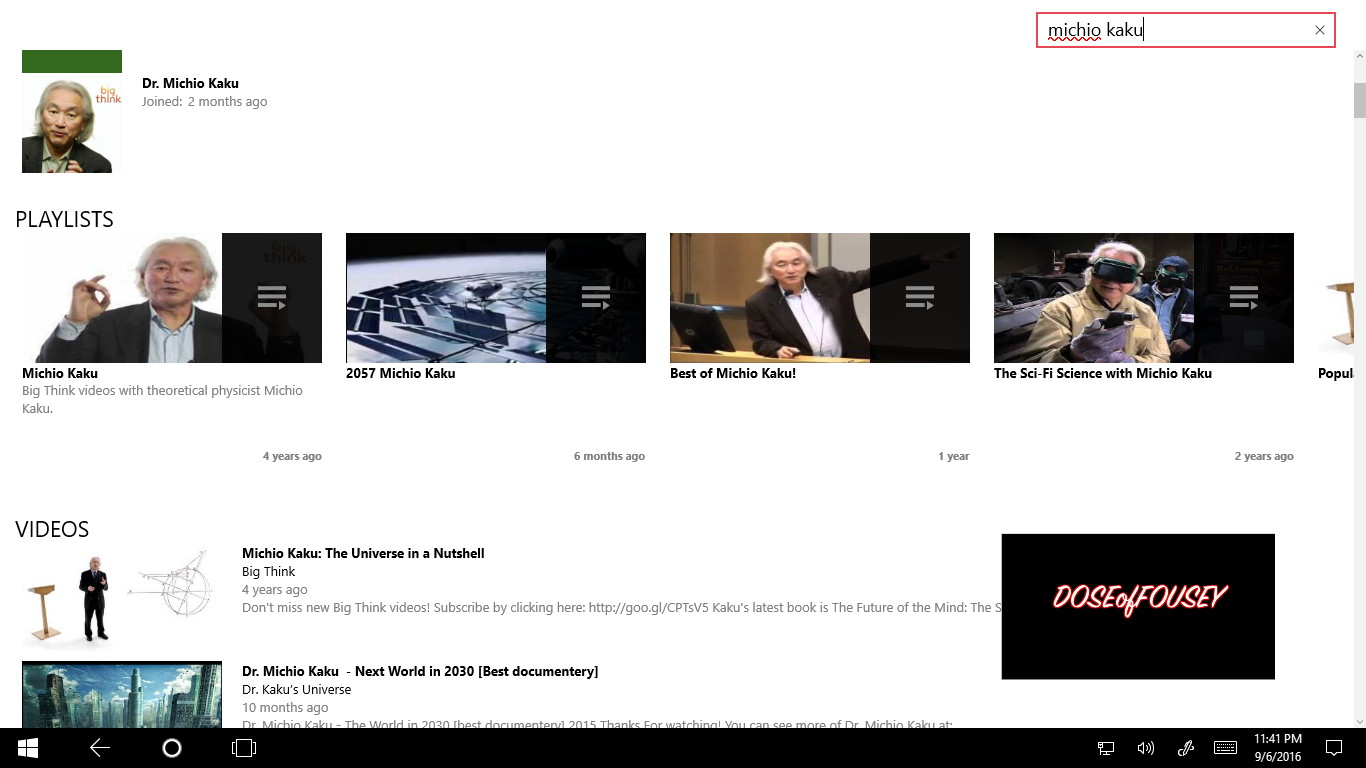 michio kaku
big think
Dr. Michio Kaku
Joined: 2 months ago
PLAYLISTS
big think
Michio Kaku
Big Think videos with theoretical physicist Michio
Kaku.
4 years ago
2057 Michio Kaku
6 months ago
Best of Michio Kaku!
1 year
The Sci-Fi Science with Michio Kaku
2 years ago
Popul
VIDEOS
Michio Kaku: The Universe in a Nutshell
Big Think
4 years ago
Don't miss new Big Think videos! Subscribe by clicking here: http://goo.gl/CPTsV5 Kaku's latest book is The Future of the Mind: The S
DOSEofFOUSEY
Dr. Michio Kaku - Next World in 2030 [Best documentery]
Dr. Kaku's Universe
10 months ago
Dr. Michio Kaku - The World in 2030 [best documentery] 2015 Thanks For watching! You can see more of Dr. Michio Kaku at:
11:41 PM
9/6/2016